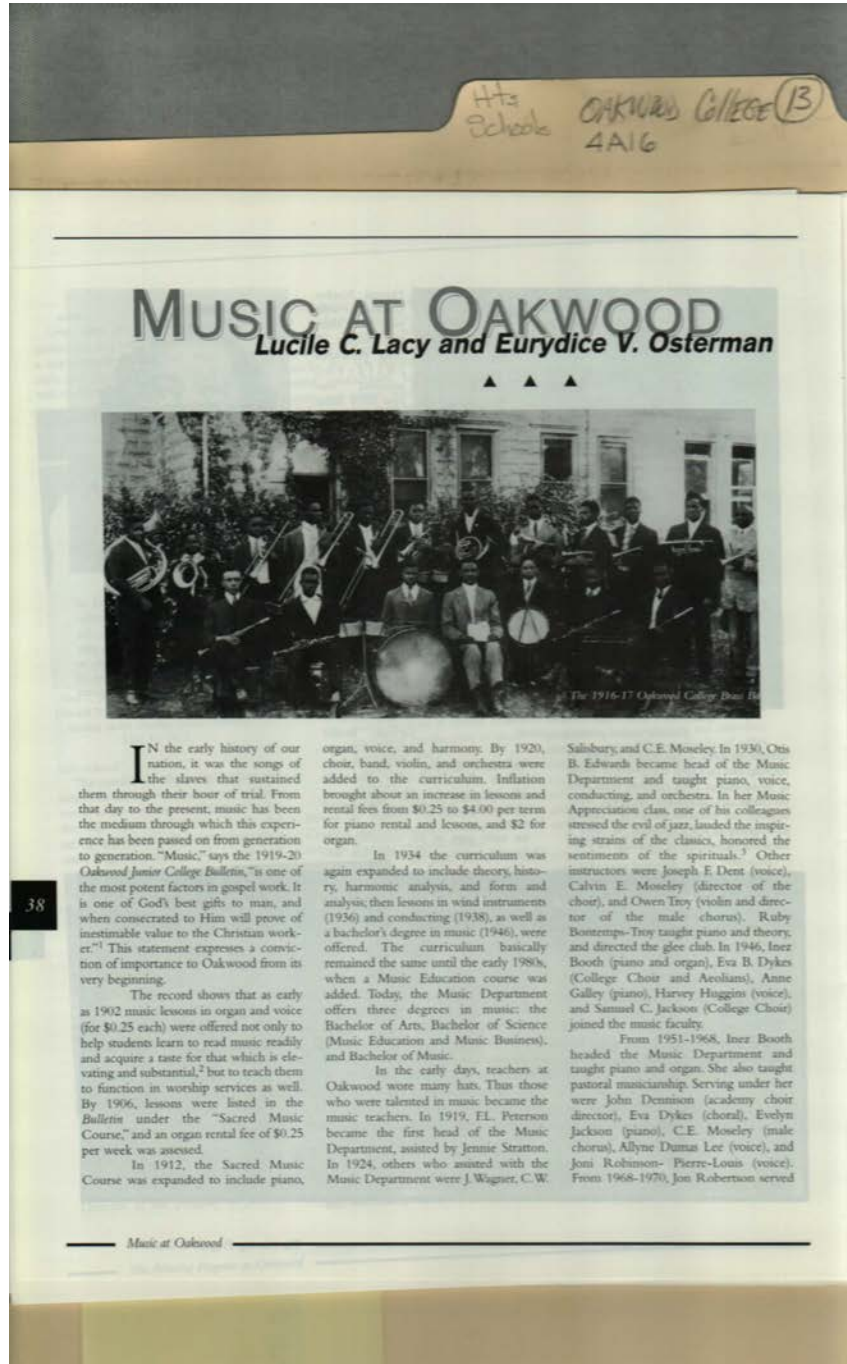 Hts
Schools
OAKWOOD COllEGE 13
4A16
MUSIC AT OAKWOOD
Lucile C. Lacy and Eurydice V. Osterman
▲ ▲ ▲
The 1916-17 Oakwood College Brass Ba
IN the early history of our
nation, it was the songs of
the slaves that sustained
them through their hour of trial. From
that day to the present, music has been
the medium through which this experi-
ence has been passed on from generation
to generation. "Music," says the 1919-20
Oakwood Junior College Bulletin, "is one of
the most potent factors in gospel work. It
is one of God's best gifts to man, and
when consecrated to Him will prove of
inestimable value to the Christian work-
er."1 This statement expresses a convic-
tion of importance to Oakwood from its
very beginning.
The record shows that as early
as 1902 music lessons in organ and voice
(for $0.25 each) were offered not only to
help students learn to read music readily
and acquire a taste for that which is ele-
vating and substantial,2 but to teach them
to function in worship services as well.
By 1906, lessons were listed in the
Bulletin under the "Sacred Music
Course," and an organ rental fee of $0.25
per week was assessed.
In 1912, the Sacred Music
Course was expanded to include piano,
organ, voice, and harmony. By 1920,
choir, band, violin, and orchestra were
added to the curriculum. Inflation
brought about an increase in lessons and
rental fees from $0.25 to $4.00 per term
for piano rental and lessons, and $2 for
organ.
In 1934 the curriculum was
again expanded to include theory, histo-
ry, harmonic analysis, and form and
analysis; then lessons in wind instruments
(1936) and conducting (1938), as well as
a bachelor's degree in music (1946), were
offered. The curriculum basically
remained the same until the early 1980s,
when a Music Education course was
added. Today, the Music Department
offers three degrees in music: the
Bachelor of Arts, Bachelor of Science
(Music Education and Music Business),
and Bachelor of Music.
In the early days, teachers at
Oakwood wore many hats. Thus those
who were talented in music became the
music teachers. In 1919, F.L. Peterson
became the first head of the Music
Department, assisted by Jennie Stratton.
In 1924, others who assisted with the
Music Department were J. Wagner, C.W.
Salisbury, and C.E. Moseley. In 1930, Otis
B. Edwards became head of the Music
Department and taught piano, voice,
conducting, and orchestra. In her Music
Appreciation class, one of his colleagues
stressed the evil of jazz, lauded the inspir-
ing strains of the classics, honored the
sentiments of the spirituals.3 Other
instructors were Joseph F. Dent (voice),
Calvin E. Moseley (director of the
choir), and Owen Troy (violin and direc-
tor of the male chorus). Ruby
Bontemps-Troy taught piano and theory,
and directed the glee club. In 1946, Inez
Booth (piano and organ), Eva B. Dykes
(College Choir and Aeolians), Anne
Galley (piano), Harvey Huggins (voice),
and Samuel C. Jackson (College Choir)
joined the music faculty.
From 1951-1968, Inez Booth
headed the Music Department and
taught piano and organ. She also taught
pastoral musicianship. Serving under her
were John Dennison (academy choir
director), Eva Dykes (choral), Evelyn
Jackson (piano), C.E. Moseley (male
chorus), Allyne Dumas Lee (voice), and
Joni Robinson- Pierre-Louis (voice).
From 1968-1970, Jon Robertson served
38
Music at Oakwood